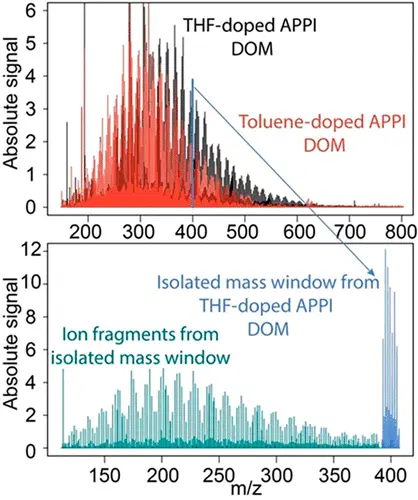 6
5
4
3
2
1
0
Absolute signal
THF-doped APPI
DOM
Toluene-doped APPI
DOM
200 300 400 500 600 700 800
12
10
8
6
4
2
0
Absolute signal
Isolated mass window from
THF-doped APPI
DOM
Ion fragments from
isolated mass window
150 200 250 300 350 400
m/z